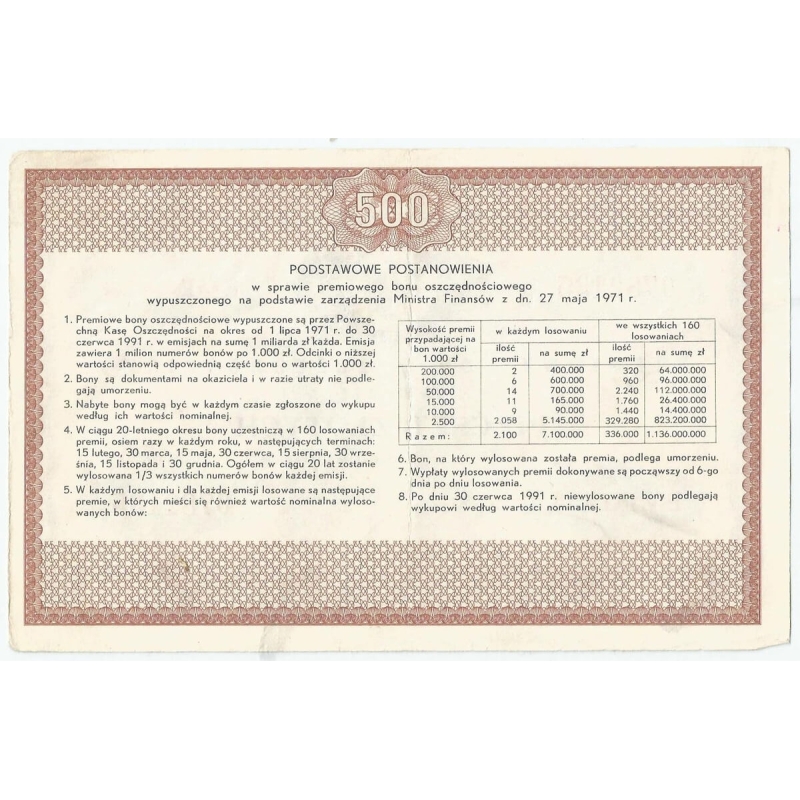 500
PODSTAWOWE POSTANOWIENIA
w sprawie premiowego bonu oszczędnościowego
wypuszczonego na podstawie zarządzenia Ministra Finansów z dn. 27 maja 1971 r.
1. Premiowe bony oszczędnościowe wypuszczone są przez Powsze-
chną Kasę Oszczędności na okres od 1 lipca 1971 r. do 30
czerwca 1991 r. w emisjach na sumę 1 miliarda zł każda. Emisja
zawiera 1 milion numerów bonów po 1.000 zł. Odcinki o niższej
wartości stanowią odpowiednią część bonu o wartości 1.000 zł.
2. Bony są dokumentami na okaziciela i w razie utraty nie podle-
gają umorzeniu.
3. Nabyte bony mogą być w każdym czasie zgłoszone do wykupu
według ich wartości nominalnej.
4. W ciągu 20-letniego okresu bony uczestniczą w 160 losowaniach
premii, osiem razy w każdym roku, w następujących terminach:
15 lutego, 30 marca, 15 maja, 30 czerwca, 15 sierpnia, 30 wrze-
śnia, 15 listopada i 30 grudnia. Ogółem w ciągu 20 lat zostanie
wylosowana 1/3 wszystkich numerów bonów każdej emisji.
5. W każdym losowaniu i dla każdej emisji losowane są następujące
premie, w których mieści się również wartość nominalna wyloso-
wanych bonów:
Wysokość premii przypadającej na bon wartości 1.000 zł | w każdym losowaniu | we wszystkich 160 losowaniach
ilość premii | na sumę zł | ilość premii | na sumę zł
200.000 | 2 | 400.000 | 320 | 64.000.000
100.000 | 6 | 600.000 | 960 | 96.000.000
50.000 | 14 | 700.000 | 2.240 | 112.000.000
15.000 | 11 | 165.000 | 1.760 | 26.400.000
10.000 | 9 | 90.000 | 1.440 | 14.400.000
2.500 | 2 058 | 5.145.000 | 329.280 | 823.200.000
Razem: | 2.100 | 7.100.000 | 336.000 | 1.136.000.000
6. Bon, na który wylosowana została premia, podlega umorzeniu.
7. Wypłaty wylosowanych premii dokonywane są począwszy od 6-go
dnia po dniu losowania.
8. Po dniu 30 czerwca 1991 r. niewylosowane bony podlegają
wykupowi według wartości nominalnej.